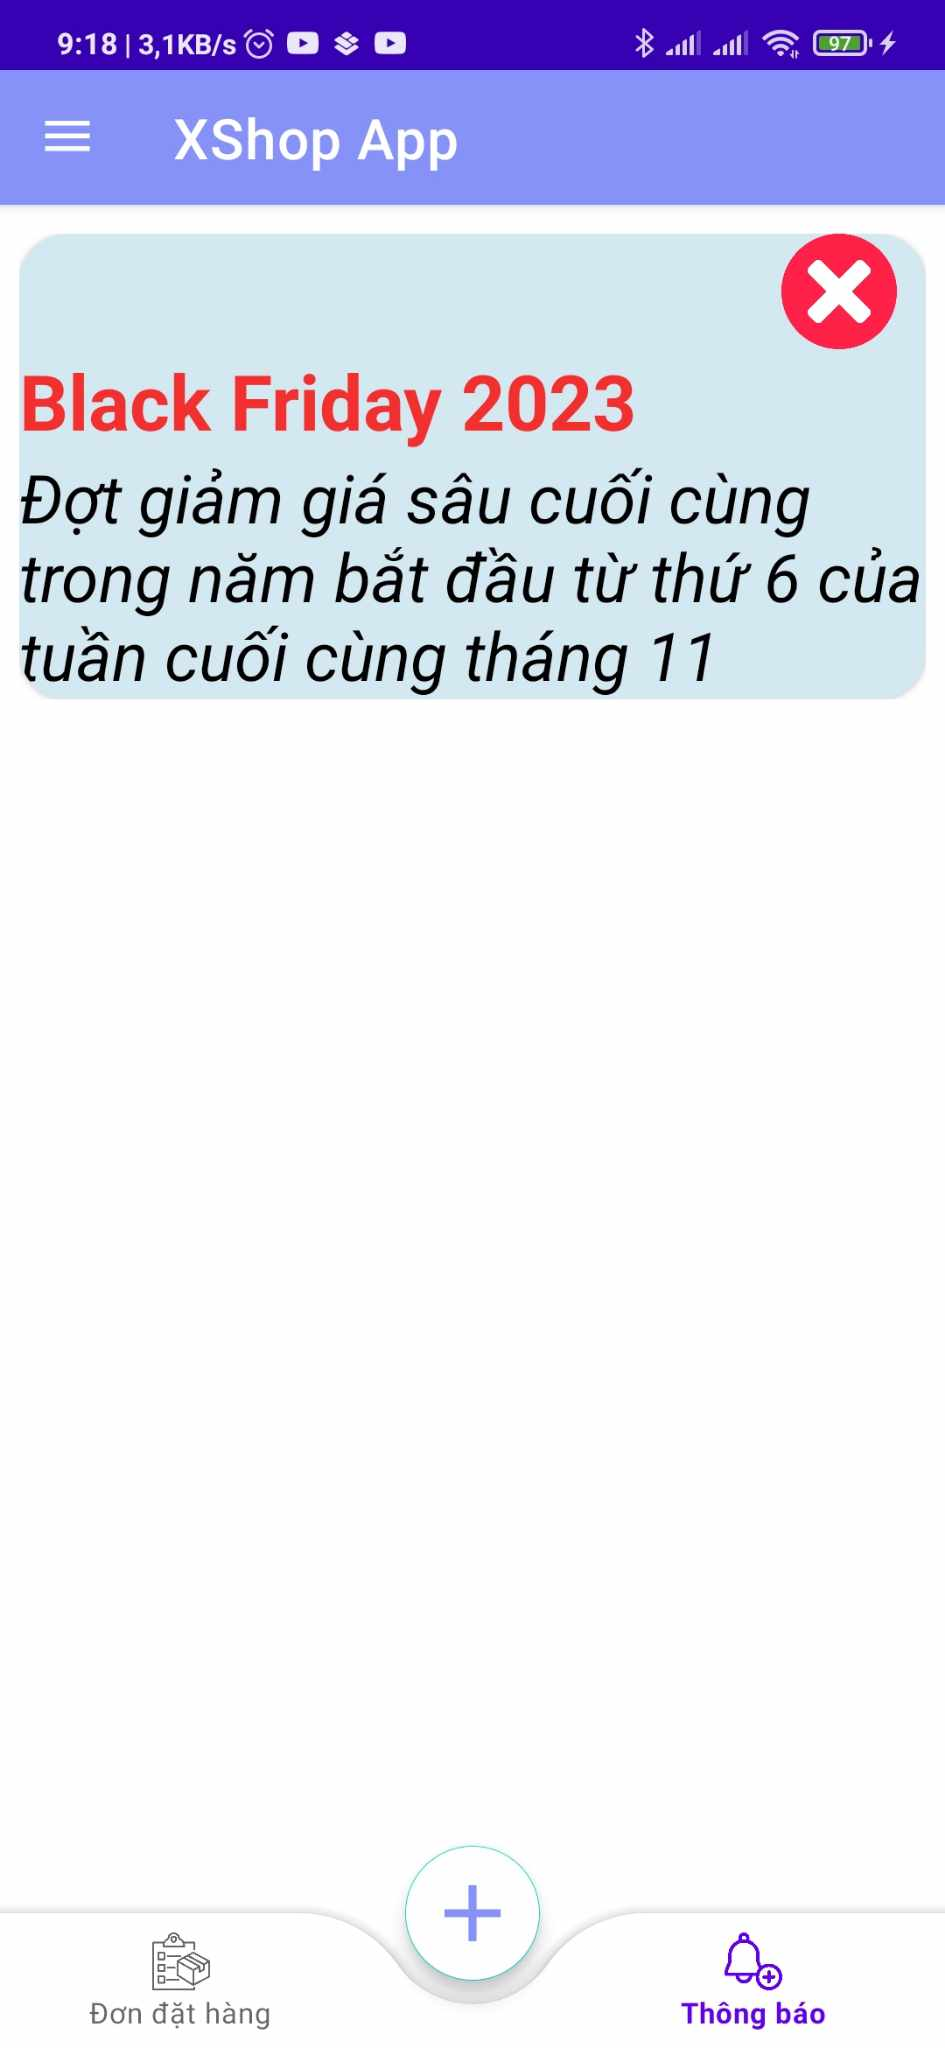 9:18 | 3,1KB/s
97
XShop App
Black Friday 2023
Đợt giảm giá sâu cuối cùng
trong năm bắt đầu từ thứ 6 của
tuần cuối cùng tháng 11
Đơn đặt hàng
Thông báo